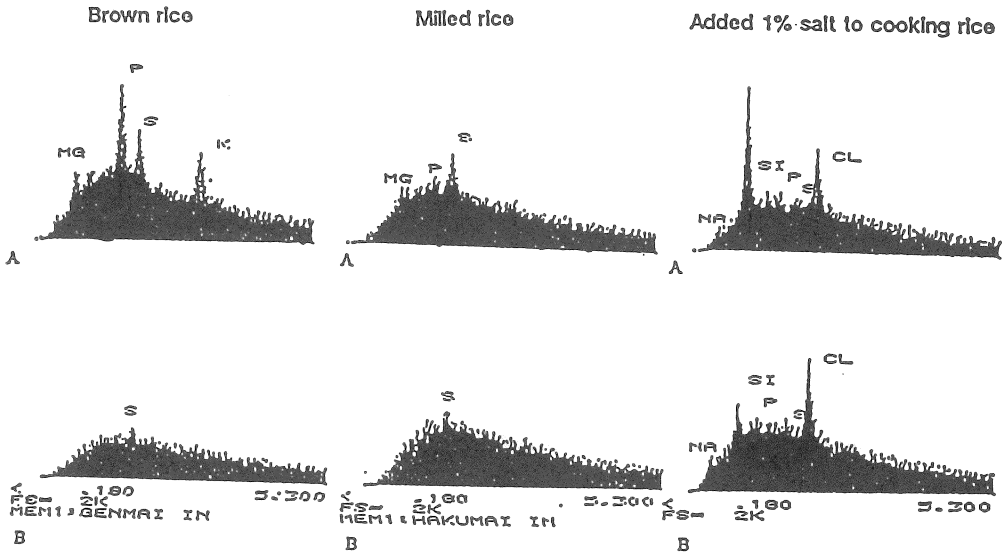 Brown rice
Milled rice
Added 1% salt to cooking rice
P
S
MG
K
A
S
P
MG
A
CL
SI
P
S
NA
A
S
.180 5.300
FS= 2K
MEM1: GENMAI IN
B
S
.180 5.300
FS= 2K
MEM1: HAKUMAI IN
B
CL
SI
P
S
NA
.180 5.300
FS= 2K
B